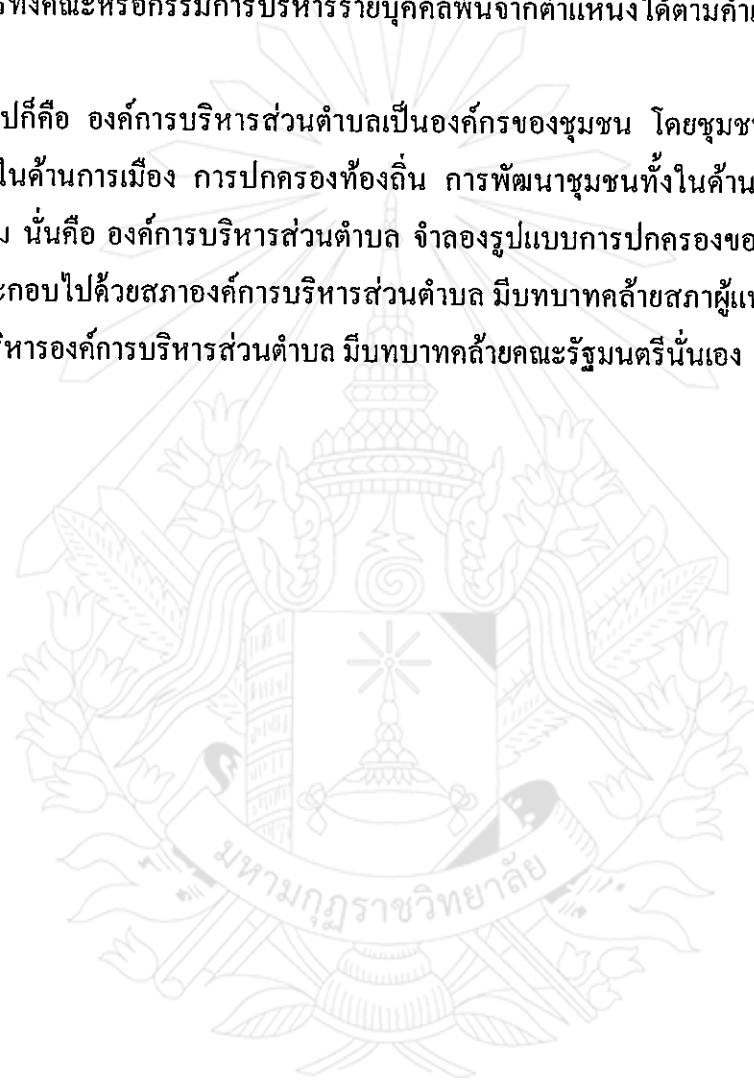 รทั้งคณะหรือกรรมการบริหารรายบุคคลพ้นจากตำแหน่งได้ตามคำแ
ปก็คือ องค์การบริหารส่วนตำบลเป็นองค์กรของชุมชน โดยชุมช
ในด้านการเมือง การปกครองท้องถิ่น การพัฒนาชุมชนทั้งในด้าน
ม นั่นคือ องค์การบริหารส่วนตำบล จำลองรูปแบบการปกครองขอ
ะกอบไปด้วยสภาองค์การบริหารส่วนตำบล มีบทบาทคล้ายสภาผู้แ
ริหารองค์การบริหารส่วนตำบล มีบทบาทคล้ายคณะรัฐมนตรีนั่นเอง
มหามกุฏราชวิทยาลัย